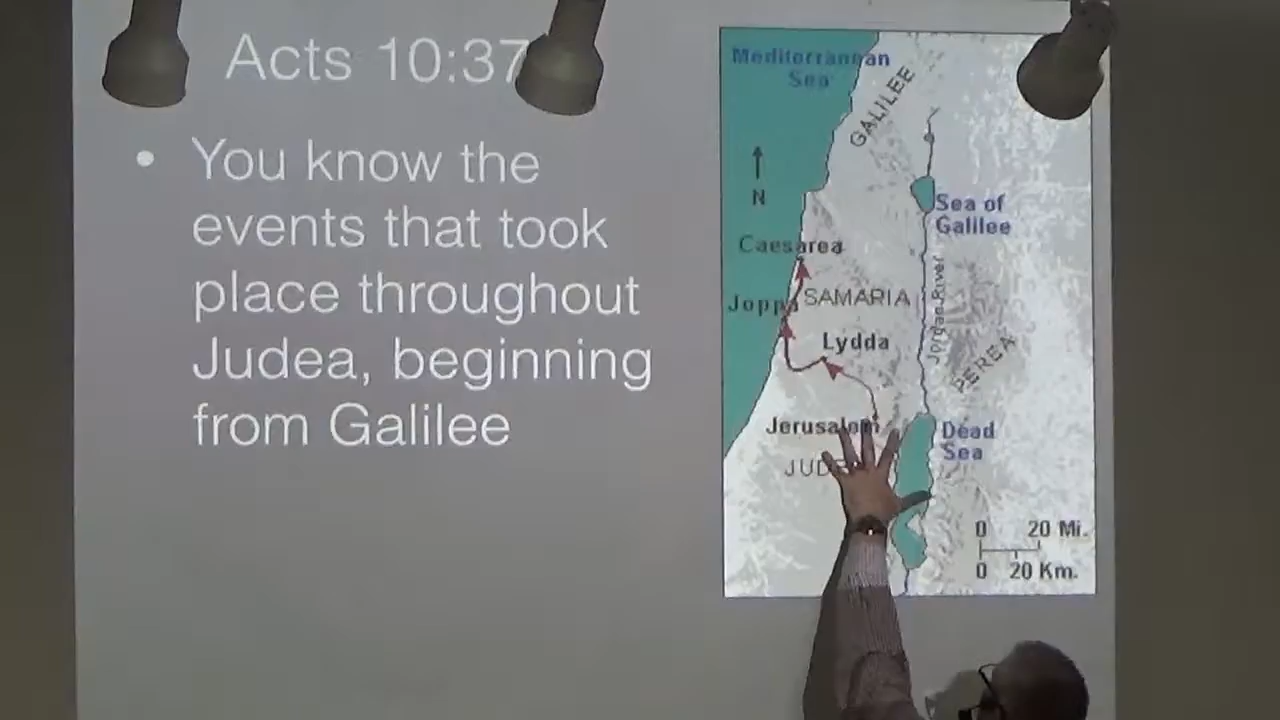 Acts 10:37
• You know the
events that took
place throughout
Judea, beginning
from Galilee
Mediterranean
Sea
GALILEE
N
Sea of
Galilee
Caesarea
Joppa
SAMARIA
Jordan River
Lydda
PEREA
Jerusalem
Dead
Sea
0 20 Mi.
0 20 Km.